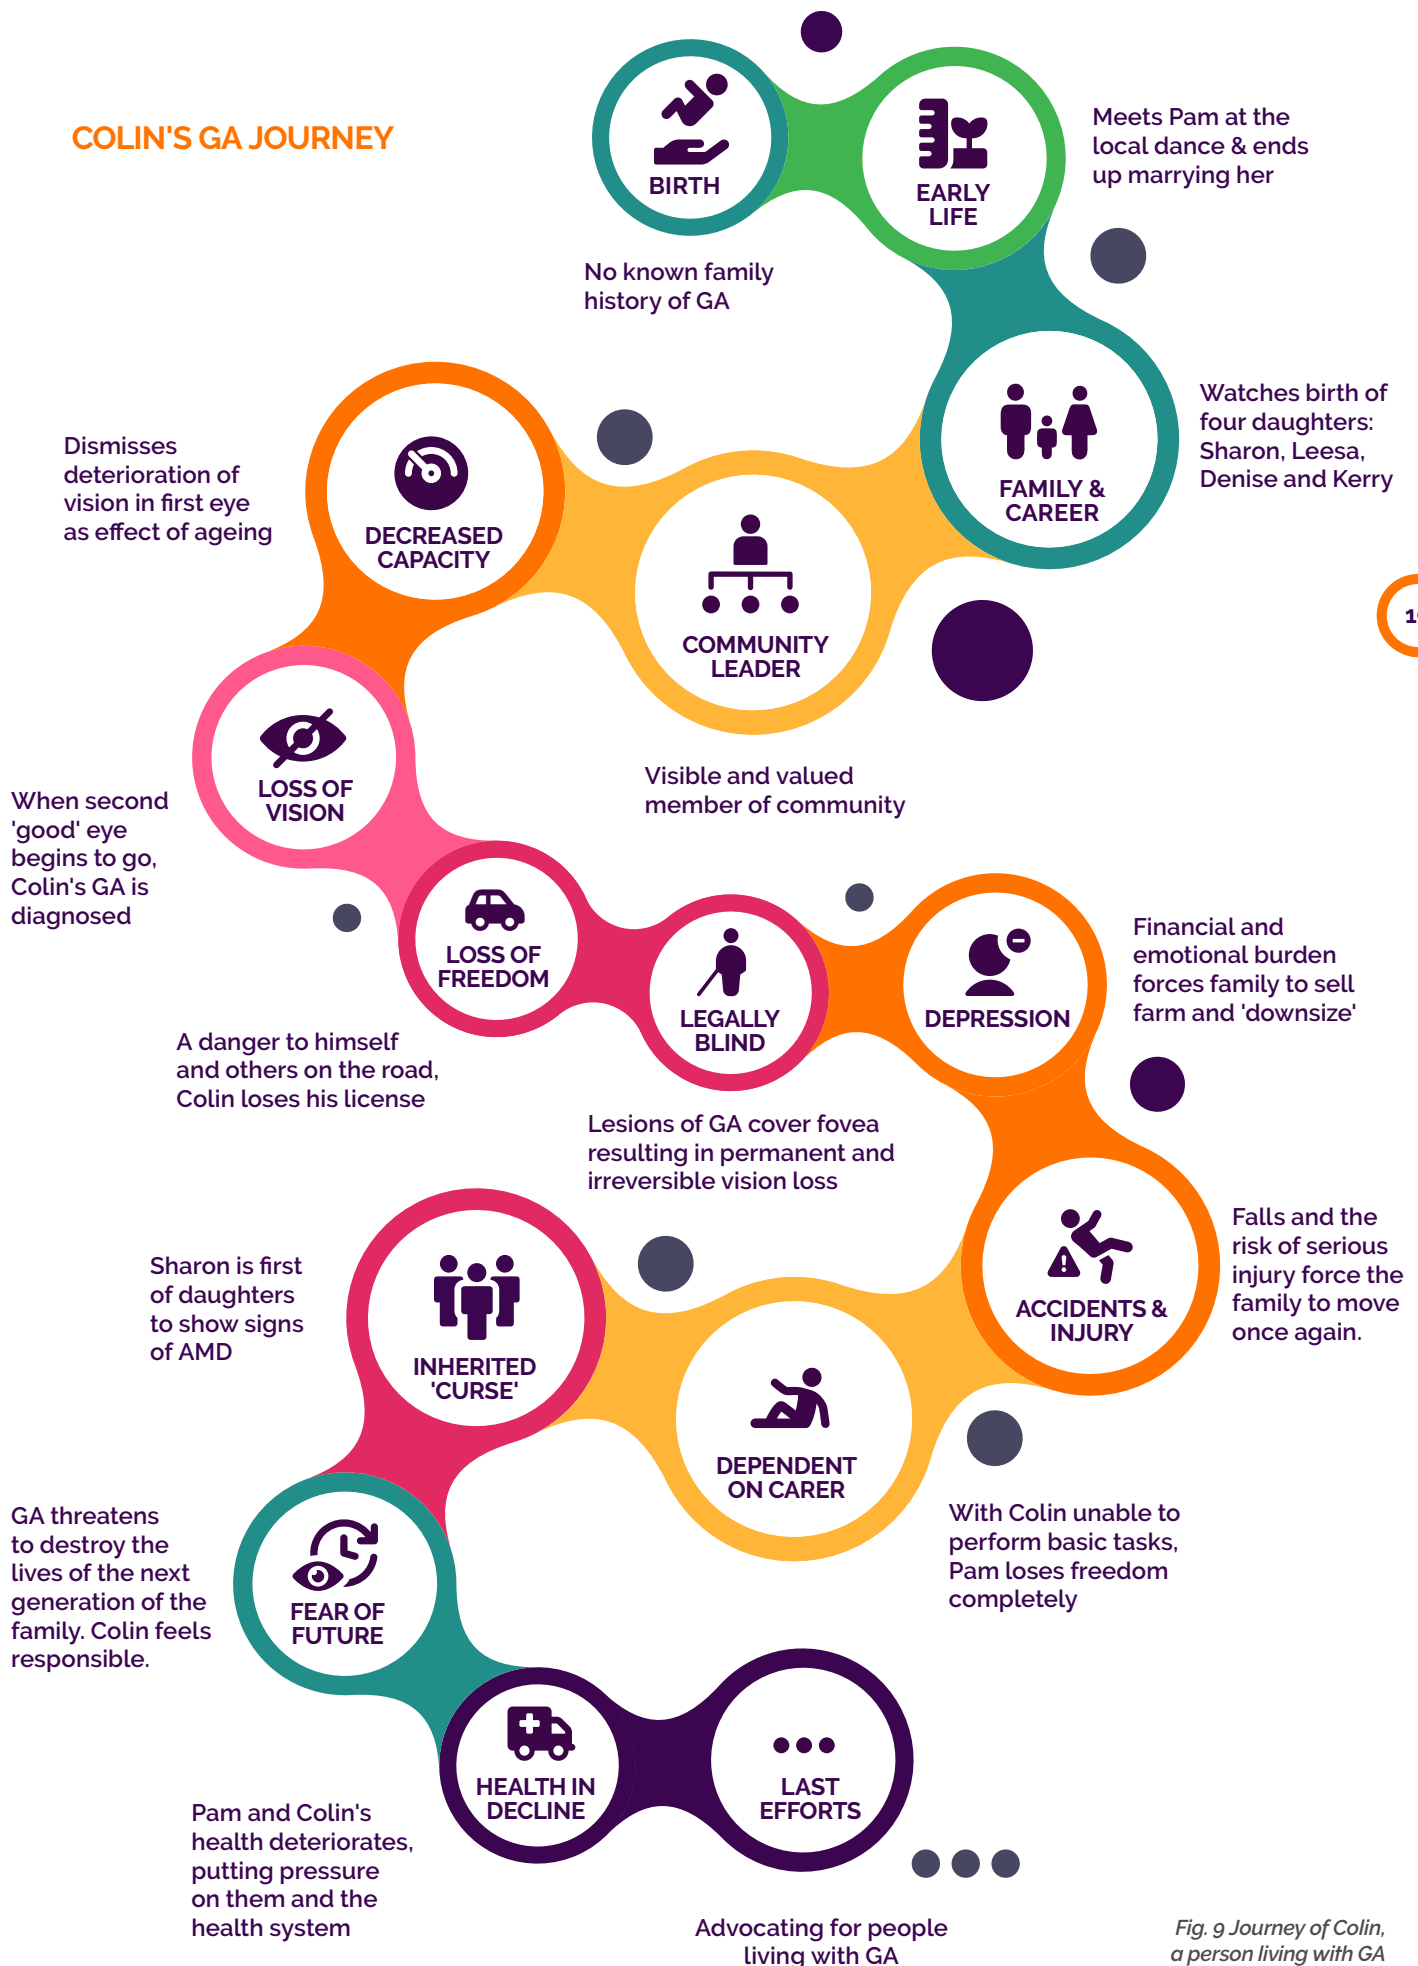 COLIN'S GA JOURNEY
BIRTH
No known family
history of GA
EARLY
LIFE
Meets Pam at the
local dance & ends
up marrying her
FAMILY &
CAREER
Watches birth of
four daughters:
Sharon, Leesa,
Denise and Kerry
COMMUNITY
LEADER
Visible and valued
member of community
DECREASED
CAPACITY
Dismisses
deterioration of
vision in first eye
as effect of ageing
LOSS OF
VISION
When second
'good' eye
begins to go,
Colin's GA is
diagnosed
LOSS OF
FREEDOM
A danger to himself
and others on the road,
Colin loses his license
LEGALLY
BLIND
Lesions of GA cover fovea
resulting in permanent and
irreversible vision loss
DEPRESSION
Financial and
emotional burden
forces family to sell
farm and 'downsize'
ACCIDENTS &
INJURY
Falls and the
risk of serious
injury force the
family to move
once again.
DEPENDENT
ON CARER
With Colin unable to
perform basic tasks,
Pam loses freedom
completely
INHERITED
'CURSE'
Sharon is first
of daughters
to show signs
of AMD
FEAR OF
FUTURE
GA threatens
to destroy the
lives of the next
generation of the
family. Colin feels
responsible.
HEALTH IN
DECLINE
Pam and Colin's
health deteriorates,
putting pressure
on them and the
health system
LAST
EFFORTS
Advocating for people
living with GA
Fig. 9 Journey of Colin,
a person living with GA